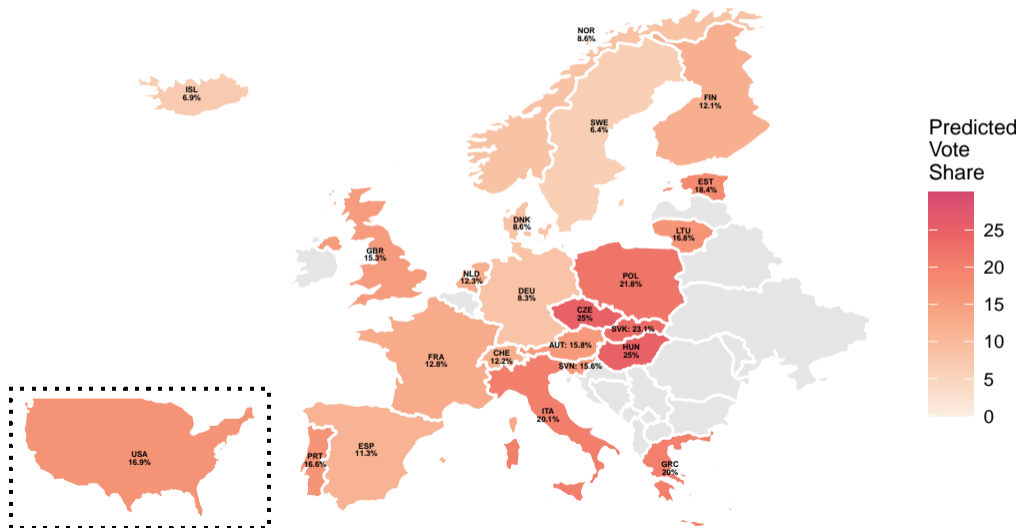 NOR
8.6%
ISL
6.9%
FIN
12.1%
SWE
6.4%
Predicted
Vote
Share
EST
18.4%
DNK
8.6%
LTU
16.8%
GBR
15.3%
NLD
12.3%
DEU
8.3%
POL
21.8%
CZE
25%
SVK: 23.1%
AUT: 15.8%
HUN
25%
CHE
12.2%
SVN: 15.6%
FRA
12.8%
ITA
20.1%
ESP
11.3%
PRT
16.6%
GRC
20%
USA
16.9%
25
20
15
10
5
0